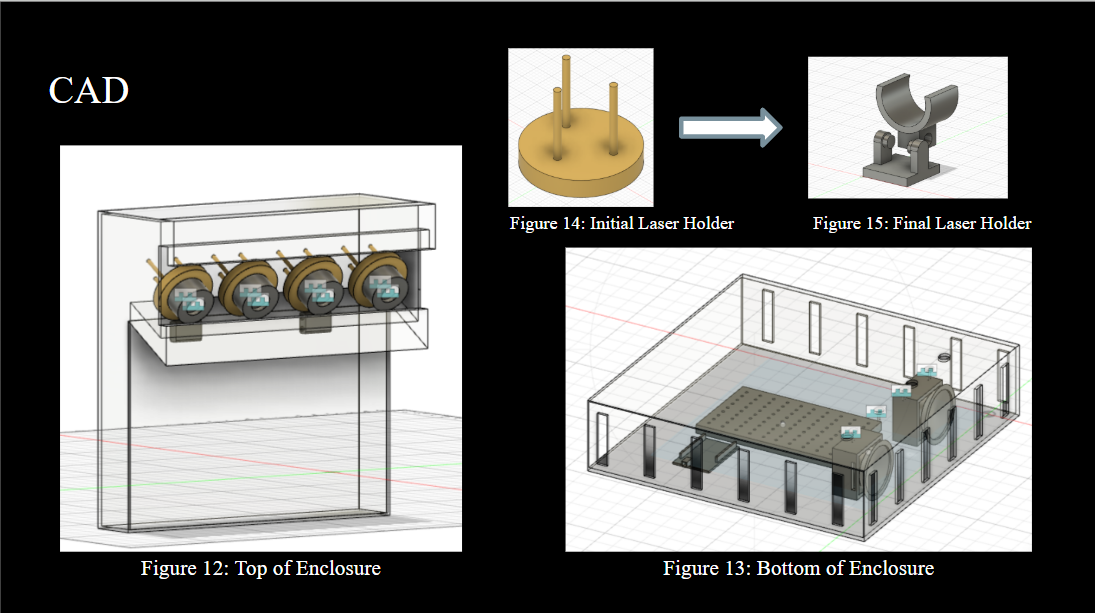 CAD
Figure 14: Initial Laser Holder
Figure 15: Final Laser Holder
Figure 12: Top of Enclosure
Figure 13: Bottom of Enclosure